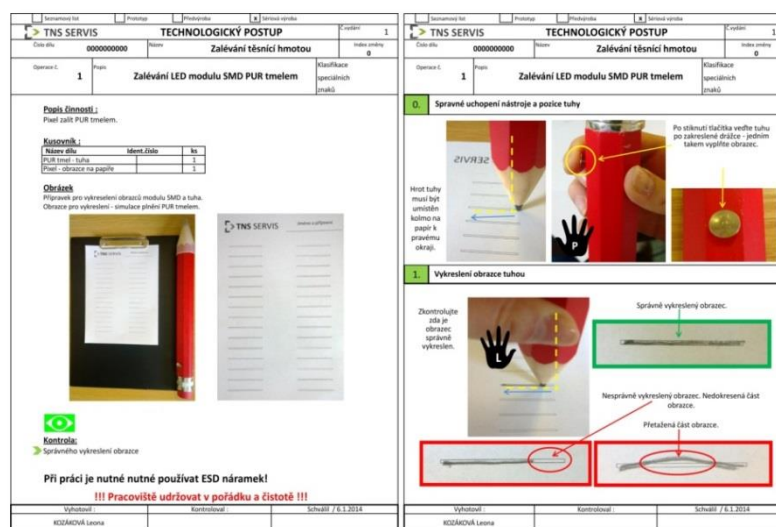 Seznamový list Prototyp Předvýroba x Sériová výroba
TNS SERVIS TECHNOLOGICKÝ POSTUP Č.vydání 1
Číslo dílu 0000000000 Název Zalévání těsnící hmotou Index změny 0
Operace č. 1 Popis Zalévání LED modulu SMD PUR tmelem Klasifikace speciálních znaků
Popis činnosti :
Pixel zalít PUR tmelem.
Kusovník :
Název dílu Ident.číslo ks
PUR tmel - tuha 1
Pixel - obrazce na papíře 1
Obrázek
Přípravek pro vykreselení obrazců modulu SMD a tuha.
Obrazce pro vykreslení - simulace plnění PUR tmelem.
TNS SERVIS
TNS SERVIS
Kontrola:
Správného vykreslení obrazce
Při práci je nutné nutné používat ESD náramek!
!!! Pracoviště udržovat v pořádku a čistotě !!!
Vyhotovil : Kontroloval : Schválil / 6.1.2014
KOZÁKOVÁ Leona
Seznamový list Prototyp Předvýroba x Sériová výroba
TNS SERVIS TECHNOLOGICKÝ POSTUP Č.vydání 1
Číslo dílu 0000000000 Název Zalévání těsnící hmotou Index změny 0
Operace č. 1 Popis Zalévání LED modulu SMD PUR tmelem Klasifikace speciálních znaků
0. Spravné uchopení nástroje a pozice tuhy
Po stiknutí tlačítka veďte tuhu
po zakreslené drážce - jedním
takem vyplňte obrazec.
SERVIS
Hrot tuhy
musí být
umístěn
kolmo na
papír k
pravému
okraji.
P
1. Vykreslení obrazce tuhou
Zkontrolujte
zda je
obrazec
správně
vykreslen.
L
Správně vykreslený obrazec.
Nesprávně vykreslený obrazec. Nedokresená část
obrazce.
Přetažená část obrazce.
Vyhotovil : Kontroloval : Schválil / 6.1.2014
KOZÁKOVÁ Leona